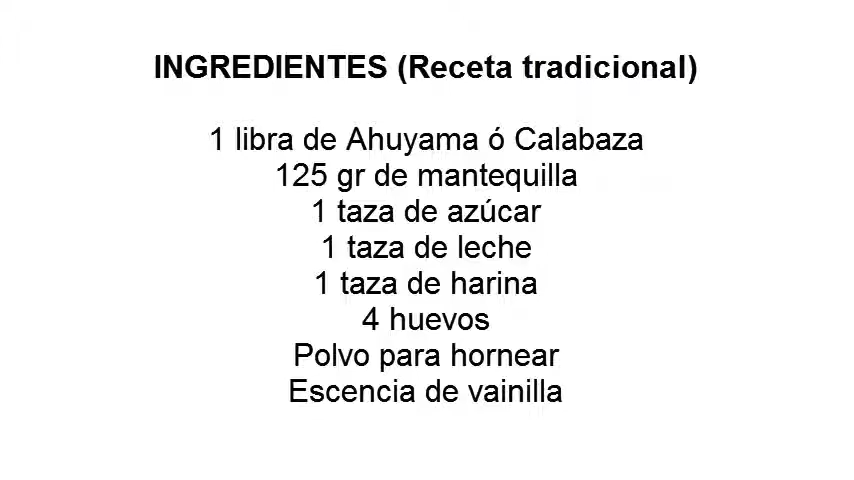 INGREDIENTES (Receta tradicional)
1 libra de Ahuyama ó Calabaza
125 gr de mantequilla
1 taza de azúcar
1 taza de leche
1 taza de harina
4 huevos
Polvo para hornear
Escencia de vainilla